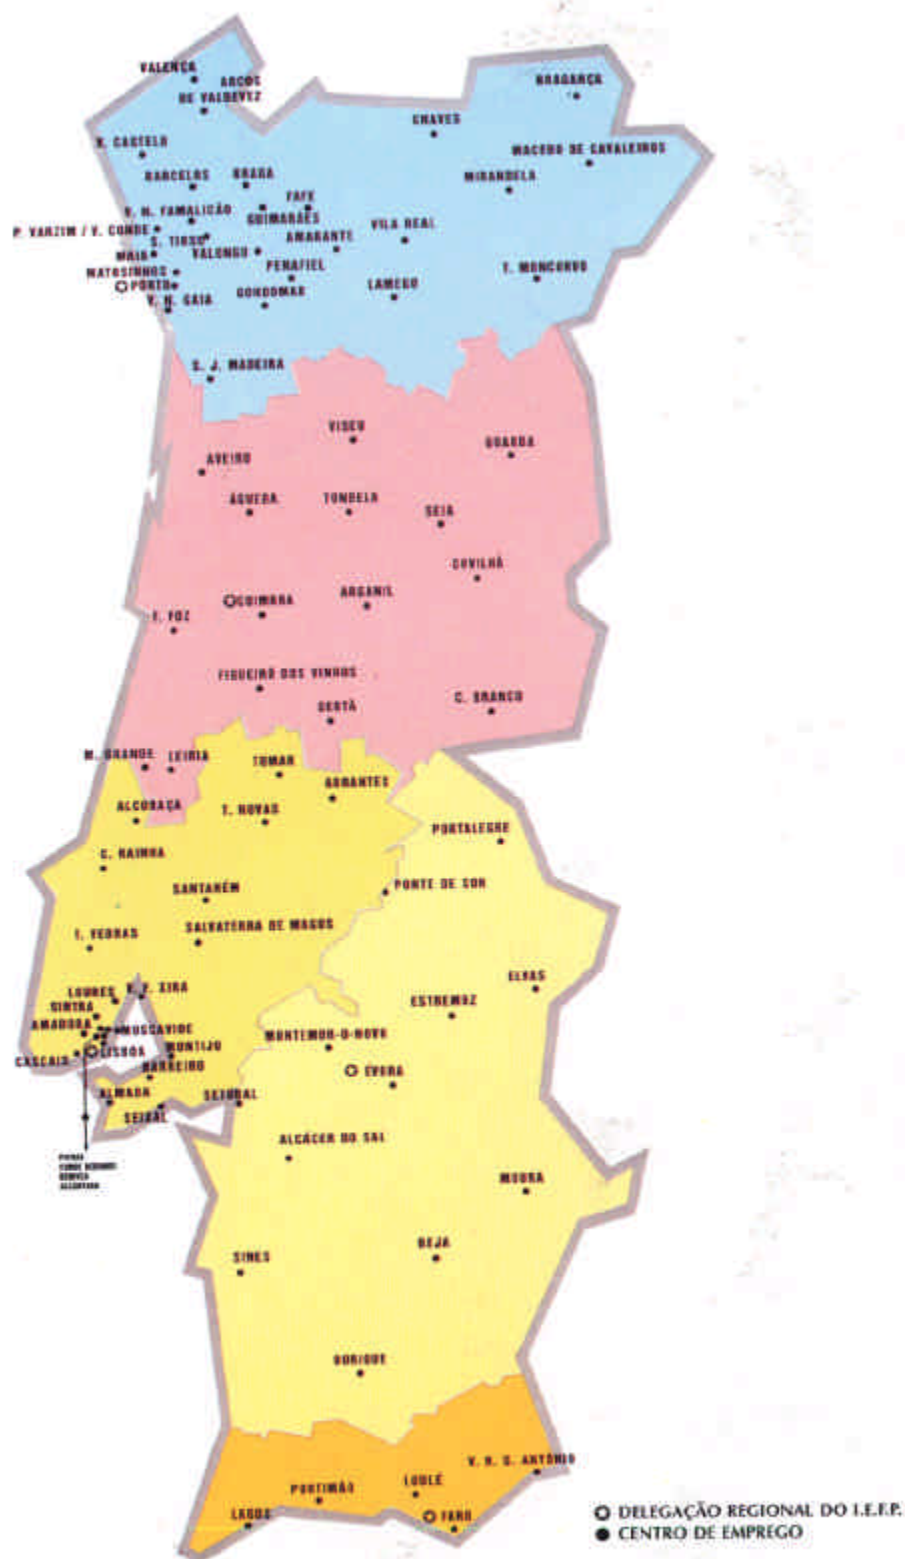 VALENÇA
ARCOS
DE VALDEVEZ
BRAGANÇA
CHAVES
V. CASTELO
MACEDO DE CAVALEIROS
BARCELOS
BRAGA
MIRANDELA
FAFE
V. N. FAMALICÃO
GUIMARÃES
P. VARZIM / V. CONDE
S. TIRSO
AMARANTE
VILA REAL
MAIA
VALONGO
MATOSINHOS
PENAFIEL
T. MONCORVO
PORTO
V. N. GAIA
GONDOMAR
LAMEGO
S. J. MADEIRA
VISEU
GUARDA
AVEIRO
ÁGUEDA
TONDELA
SEIA
COVILHÃ
COIMBRA
ARGANIL
F. FOZ
FIGUEIRÓ DOS VINHOS
SERTÃ
C. BRANCO
M. GRANDE
LEIRIA
TOMAR
ABRANTES
ALCOBAÇA
T. NOVAS
PORTALEGRE
C. RAINHA
SANTARÉM
PONTE DE SOR
T. VEDRAS
SALVATERRA DE MAGOS
ELVAS
LOURES
V. F. XIRA
ESTREMOZ
SINTRA
AMADORA
MOSCAVIDE
MONTEMOR-O-NOVO
CASCAIS
LISBOA
MONTIJO
BARREIRO
ÉVORA
ALMADA
SETÚBAL
SEIXAL
ALCÁCER DO SAL
MOURA
BEJA
SINES
OURIQUE
V. R. S. ANTÓNIO
LOULÉ
PORTIMÃO
LAGOS
FARO
DELEGAÇÃO REGIONAL DO I.E.F.P.
CENTRO DE EMPREGO